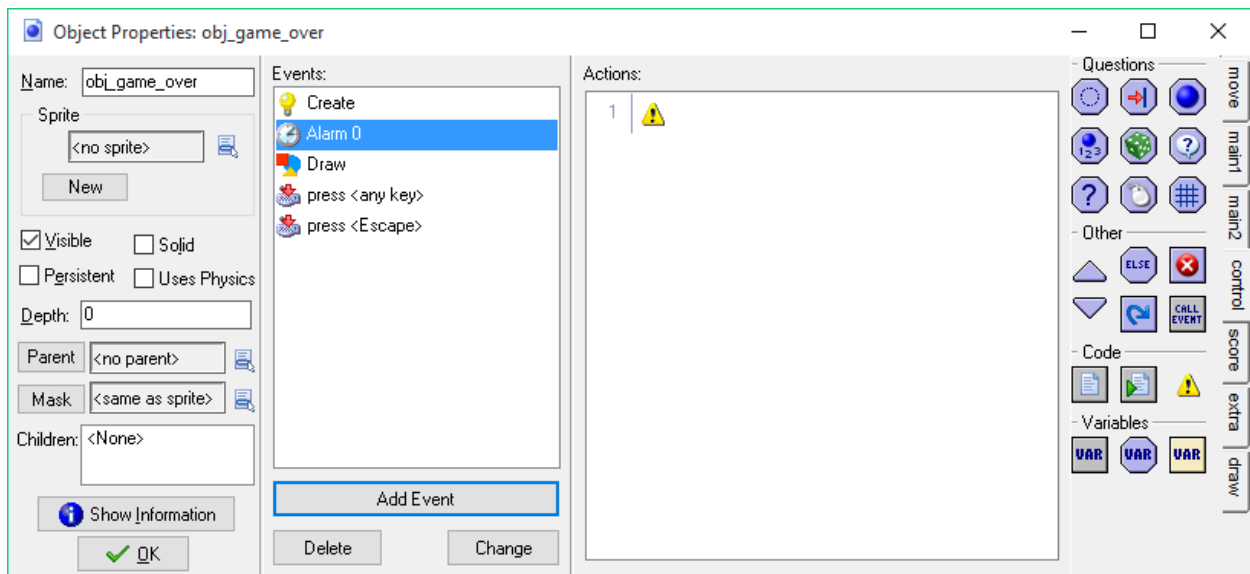 Object Properties: obj_game_over
Name: obj_game_over
Sprite
<no sprite>
New
Visible
Solid
Persistent
Uses Physics
Depth: 0
Parent <no parent>
Mask <same as sprite>
Children: <None>
Show Information
OK
Events:
Create
Alarm 0
Draw
press <any key>
press <Escape>
Add Event
Delete
Change
Actions:
1
Questions
123
?
?
Other
ELSE
CALL EVENT
Code
Variables
VAR VAR VAR
move
main1
main2
control
score
extra
draw